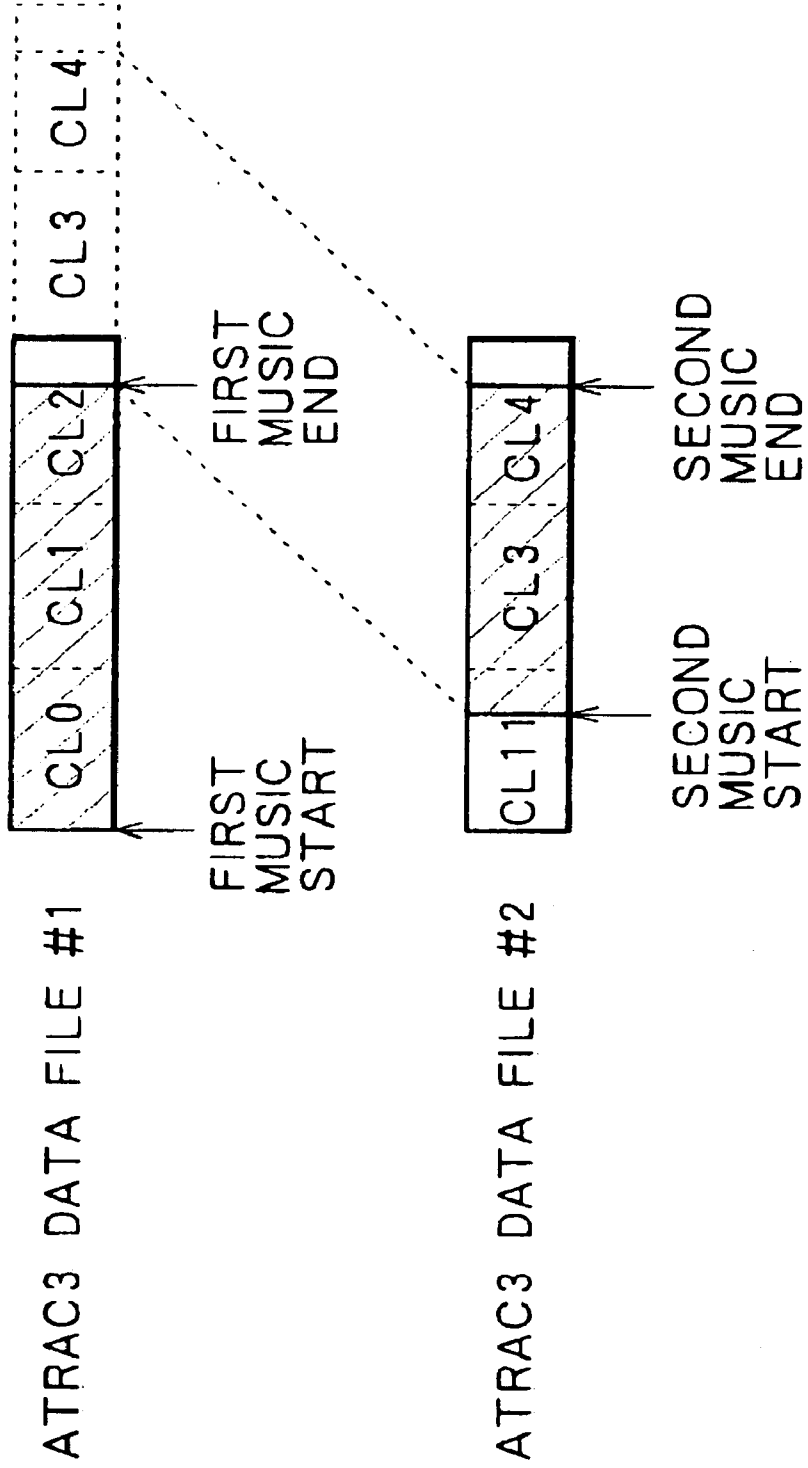 ATRAC3 DATA FILE #1
CL0 CL1 CL2 CL3 CL4
FIRST
MUSIC
START
FIRST
MUSIC
END
ATRAC3 DATA FILE #2
CL11 CL3 CL4
SECOND
MUSIC
START
SECOND
MUSIC
END